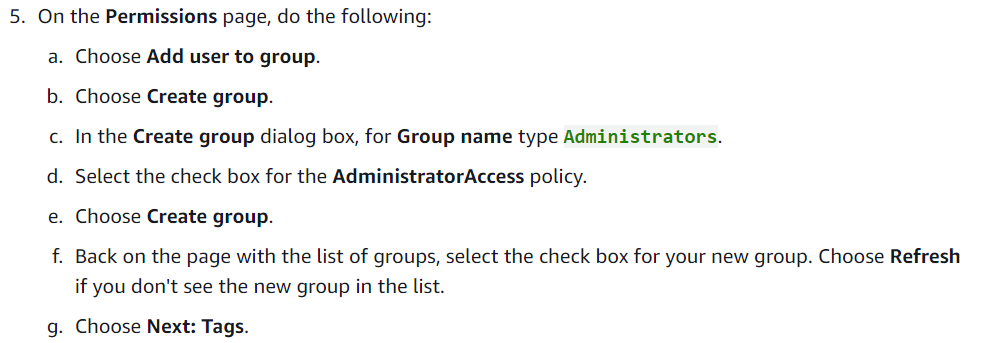 5. On the Permissions page, do the following:
a. Choose Add user to group.
b. Choose Create group.
c. In the Create group dialog box, for Group name type Administrators.
d. Select the check box for the AdministratorAccess policy.
e. Choose Create group.
f. Back on the page with the list of groups, select the check box for your new group. Choose Refresh
if you don't see the new group in the list.
g. Choose Next: Tags.